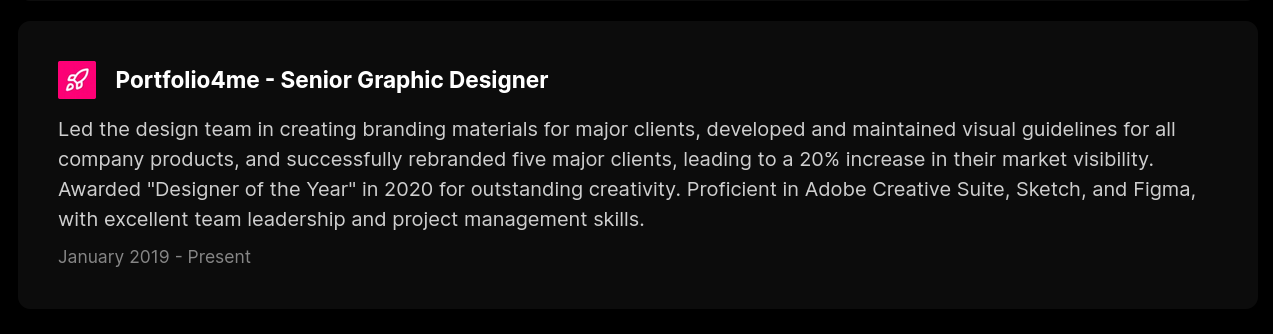 Portfolio4me - Senior Graphic Designer
Led the design team in creating branding materials for major clients, developed and maintained visual guidelines for all
company products, and successfully rebranded five major clients, leading to a 20% increase in their market visibility.
Awarded "Designer of the Year" in 2020 for outstanding creativity. Proficient in Adobe Creative Suite, Sketch, and Figma,
with excellent team leadership and project management skills.
January 2019 - Present